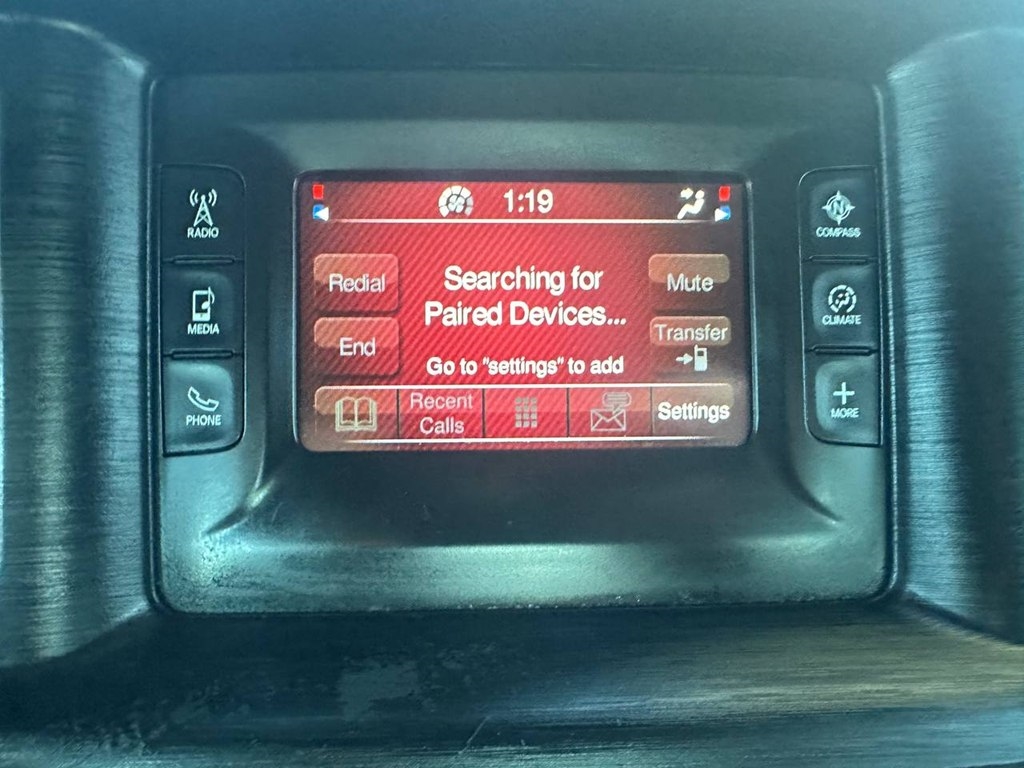 1:19
RADIO
MEDIA
PHONE
Redial
End
Searching for
Paired Devices...
Go to "settings" to add
Mute
Transfer
Recent
Calls
Settings
N
COMPASS
CLIMATE
MORE